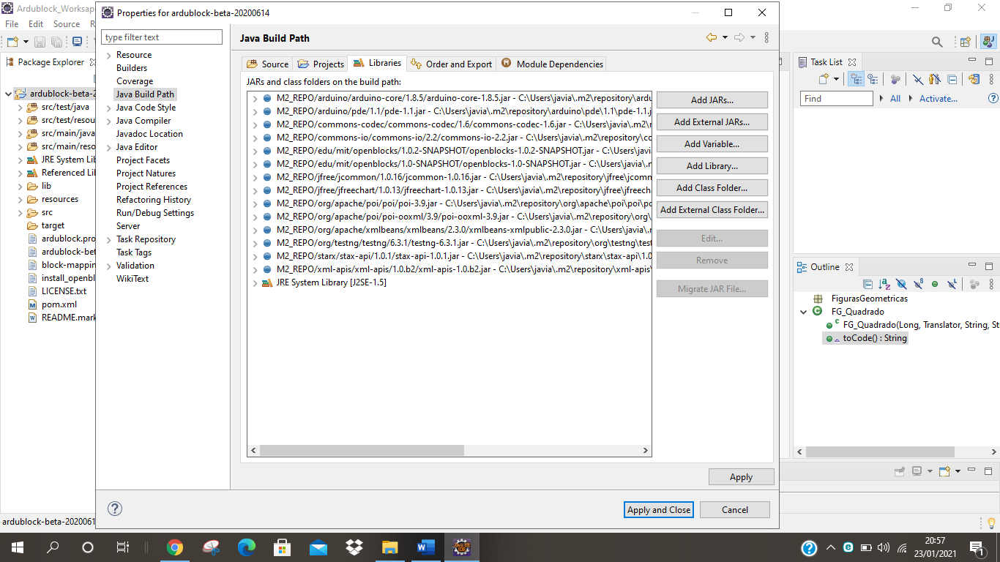 Ardublock_Worksap
File Edit Source R
Package Explorer
ardublock-beta-2
src/test/java
src/test/resou
src/main/java
src/main/reso
JRE System Lib
Referenced Lib
lib
resources
src
target
ardublock.pro
ardublock-bet
block-mappin
install_openbl
LICENSE.txt
pom.xml
README.mark
ardublock-beta-2020061
Properties for ardublock-beta-20200614
type filter text
Resource
Builders
Coverage
Java Build Path
Java Code Style
Java Compiler
Javadoc Location
Java Editor
Project Facets
Project Natures
Project References
Refactoring History
Run/Debug Settings
Server
Task Repository
Task Tags
Validation
WikiText
Java Build Path
Source Projects Libraries Order and Export Module Dependencies
JARs and class folders on the build path:
M2_REPO/arduino/arduino-core/1.8.5/arduino-core-1.8.5.jar - C:\Users\javia\.m2\repository\ardu
M2_REPO/arduino/pde/1.1/pde-1.1.jar - C:\Users\javia\.m2\repository\arduino\pde\1.1\pde-1.1.j
M2_REPO/commons-codec/commons-codec/1.6/commons-codec-1.6.jar - C:\Users\javia\.m2\
M2_REPO/commons-io/commons-io/2.2/commons-io-2.2.jar - C:\Users\javia\.m2\repository\co
M2_REPO/edu/mit/openblocks/1.0.2-SNAPSHOT/openblocks-1.0.2-SNAPSHOT.jar - C:\Users\javi
M2_REPO/edu/mit/openblocks/1.0-SNAPSHOT/openblocks-1.0-SNAPSHOT.jar - C:\Users\javia\.m
M2_REPO/jfree/jcommon/1.0.16/jcommon-1.0.16.jar - C:\Users\javia\.m2\repository\jfree\jcomm
M2_REPO/jfree/jfreechart/1.0.13/jfreechart-1.0.13.jar - C:\Users\javia\.m2\repository\jfree\jfreech
M2_REPO/org/apache/poi/poi/poi-3.9.jar - C:\Users\javia\.m2\repository\org\apache\poi\poi\po
M2_REPO/org/apache/poi/poi-ooxml/3.9/poi-ooxml-3.9.jar - C:\Users\javia\.m2\repository\org\
M2_REPO/org/apache/xmlbeans/xmlbeans/2.3.0/xmlbeans-xmlpublic-2.3.0.jar - C:\Users\javia\.m
M2_REPO/org/testng/testng/6.3.1/testng-6.3.1.jar - C:\Users\javia\.m2\repository\org\testng\test
M2_REPO/starx/stax-api/1.0.1/stax-api-1.0.1.jar - C:\Users\javia\.m2\repository\starx\stax-api\1.0
M2_REPO/xml-apis/xml-apis/1.0.b2/xml-apis-1.0.b2.jar - C:\Users\javia\.m2\repository\xml-apis\
JRE System Library [J2SE-1.5]
Add JARs...
Add External JARs...
Add Variable...
Add Library...
Add Class Folder...
Add External Class Folder...
Edit...
Remove
Migrate JAR File...
Apply
Apply and Close Cancel
Task List
Find All Activate...
Outline
FigurasGeometricas
FG_Quadrado
FG_Quadrado(Long, Translator, String, St
toCode() : String
20:57
23/01/2021